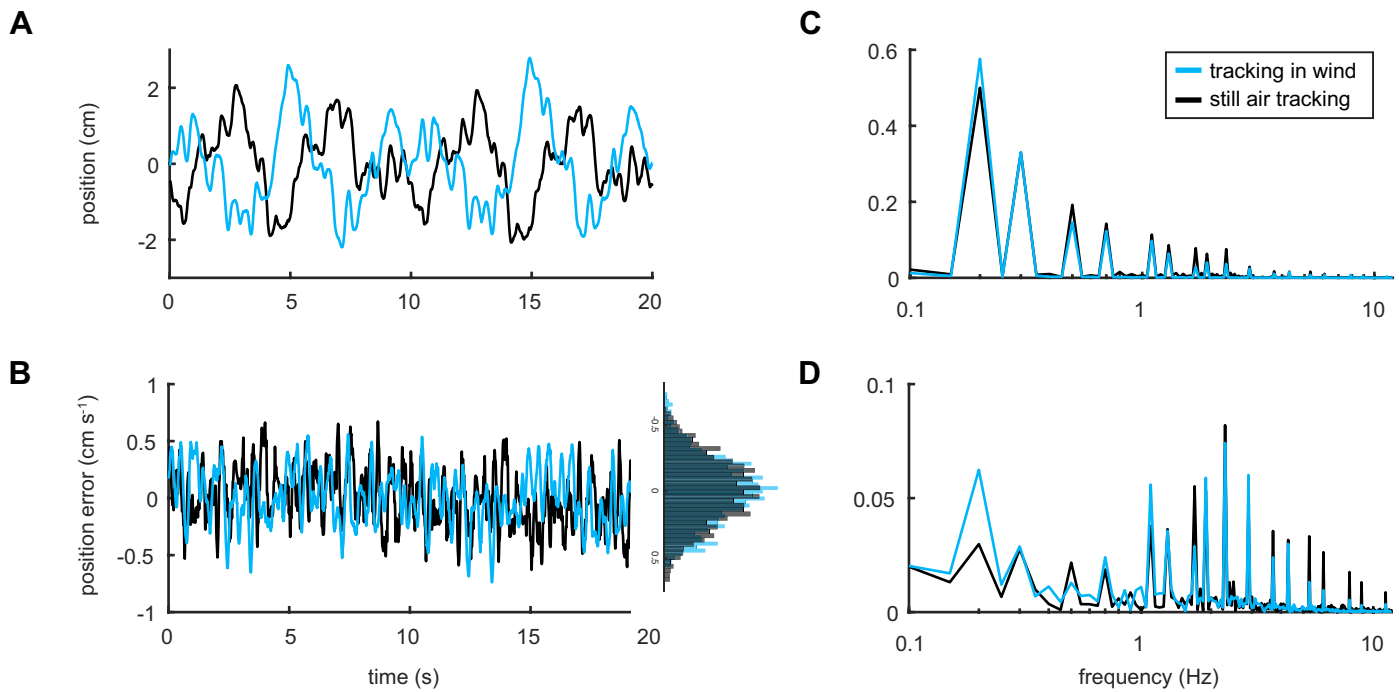 A
position (cm)
2
0
-2
0 5 10 15 20
B
position error (cm s⁻¹)
1
0.5
0
-0.5
-1
0 5 10 15 20
time (s)
-0.5
0
0.5
C
0.6
0.4
0.2
0
0.1 1 10
tracking in wind
still air tracking
D
0.1
0.05
0
0.1 1 10
frequency (Hz)